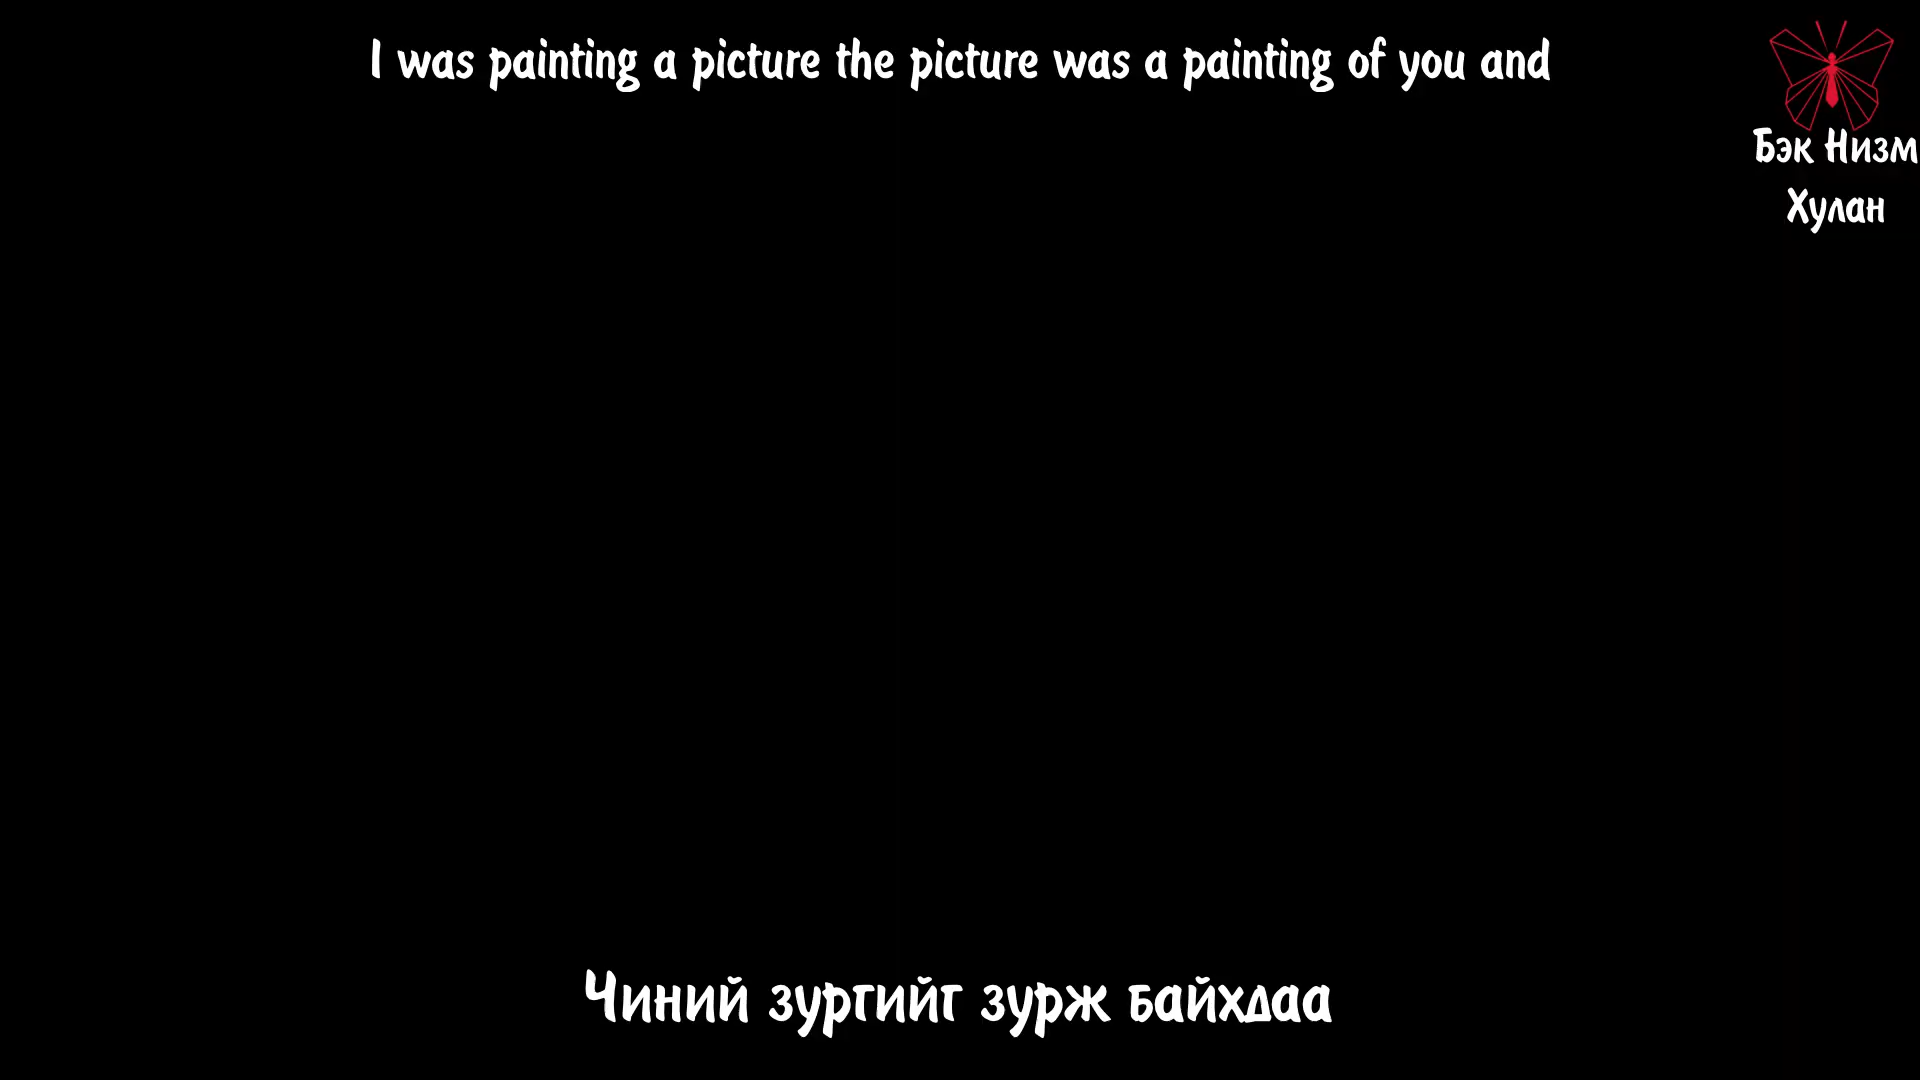 I was painting a picture the picture was a painting of you and
Бэк Низм
Хулан
Чиний зургийг зурж байхдаа